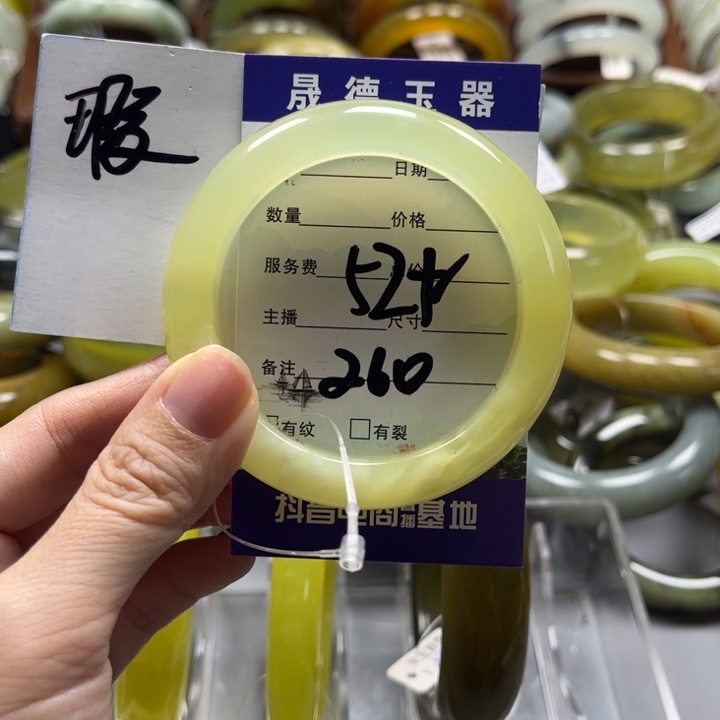 瑕
晟德玉器
日期
数量 价格
服务费
524
主播 尺寸
备注 260
有纹 □有裂
抖音电商直播基地